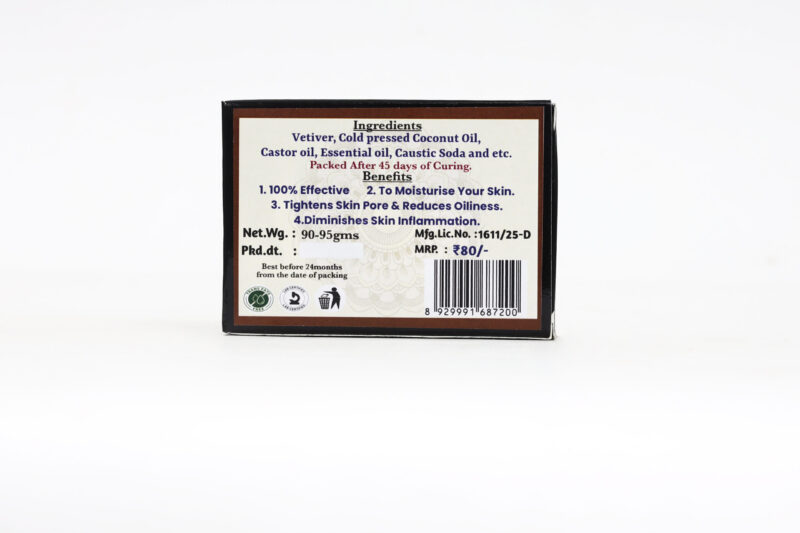 Ingredients
Vetiver, Cold pressed Coconut Oil,
Castor oil, Essential oil, Caustic Soda and etc.
Packed After 45 days of Curing.
Benefits
1. 100% Effective 2. To Moisturise Your Skin.
3. Tightens Skin Pore & Reduces Oiliness.
4.Diminishes Skin Inflammation.
Net.Wg. : 90-95gms
Mfg.Lic.No. :1611/25-D
Pkd.dt. :
MRP. : ₹80/-
Best before 24months
from the date of packing
8 929991 687200